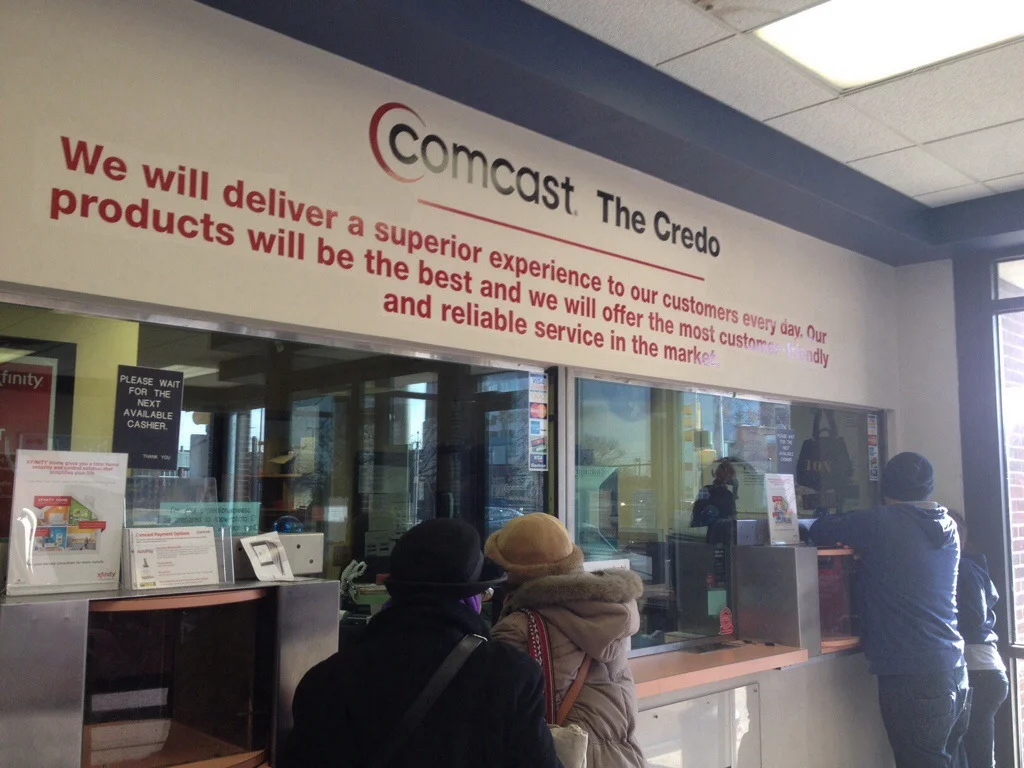 comcast. The Credo
We will deliver a superior experience to our customers every day. Our
products will be the best and we will offer the most customer-friendly
and reliable service in the market.
xfinity
PLEASE WAIT
FOR THE
NEXT
AVAILABLE
CASHIER.
THANK YOU
Comcast Payment Options
xfinity
VISA